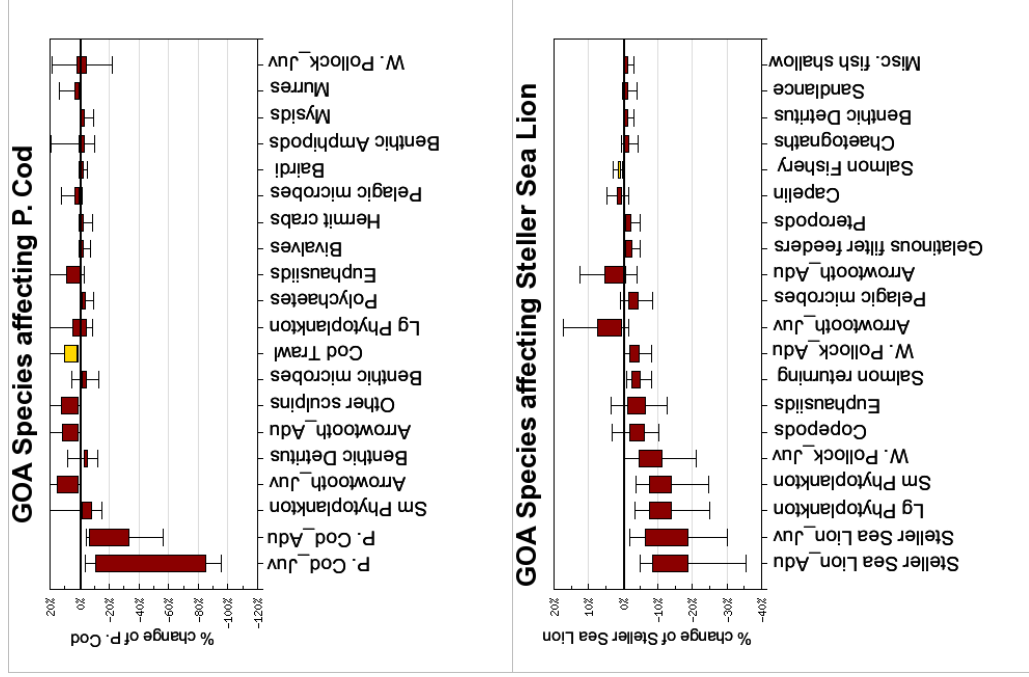 GOA Species affecting P. Cod
W. Pollock_Juv
Murres
Mysids
Benthic Amphipods
Bairdi
Pelagic microbes
Hermit crabs
Bivalves
Euphausiids
Polychaetes
Lg Phytoplankton
Cod Trawl
Benthic microbes
Other sculpins
Arrowtooth_Adu
Benthic Detritus
Arrowtooth_Juv
Sm Phytoplankton
P. Cod_Adu
P. Cod_Juv
20%
0%
-20%
-40%
-60%
-80%
-100%
-120%
% change of P. Cod
GOA Species affecting Steller Sea Lion
Misc. fish shallow
Sandlance
Benthic Detritus
Chaetognaths
Salmon Fishery
Capelin
Pteropods
Gelatinous filter feeders
Arrowtooth_Adu
Pelagic microbes
Arrowtooth_Juv
W. Pollock_Adu
Salmon returning
Euphausiids
Copepods
W. Pollock_Juv
Sm Phytoplankton
Lg Phytoplankton
Steller Sea Lion_Juv
Steller Sea Lion_Adu
20%
10%
0%
-10%
-20%
-30%
-40%
% change of Steller Sea Lion